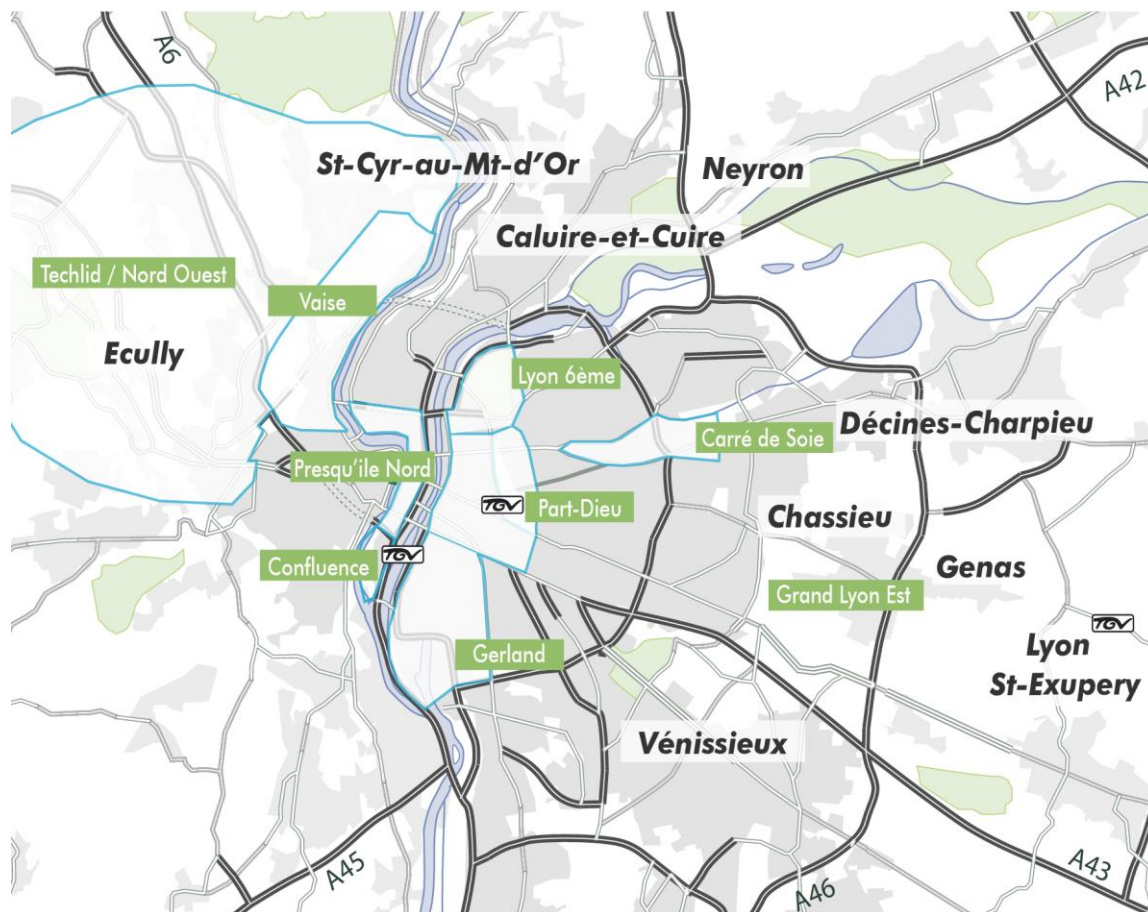 A6
A42
St-Cyr-au-Mt-d'Or
Neyron
Caluire-et-Cuire
Techlid / Nord Ouest
Vaise
Ecully
Lyon 6ème
Décines-Charpieu
Carré de Soie
Presqu'ile Nord
TGV
Part-Dieu
Chassieu
TGV
Confluence
Genas
Grand Lyon Est
TGV
Lyon
St-Exupery
Gerland
Vénissieux
A45
A46
A43